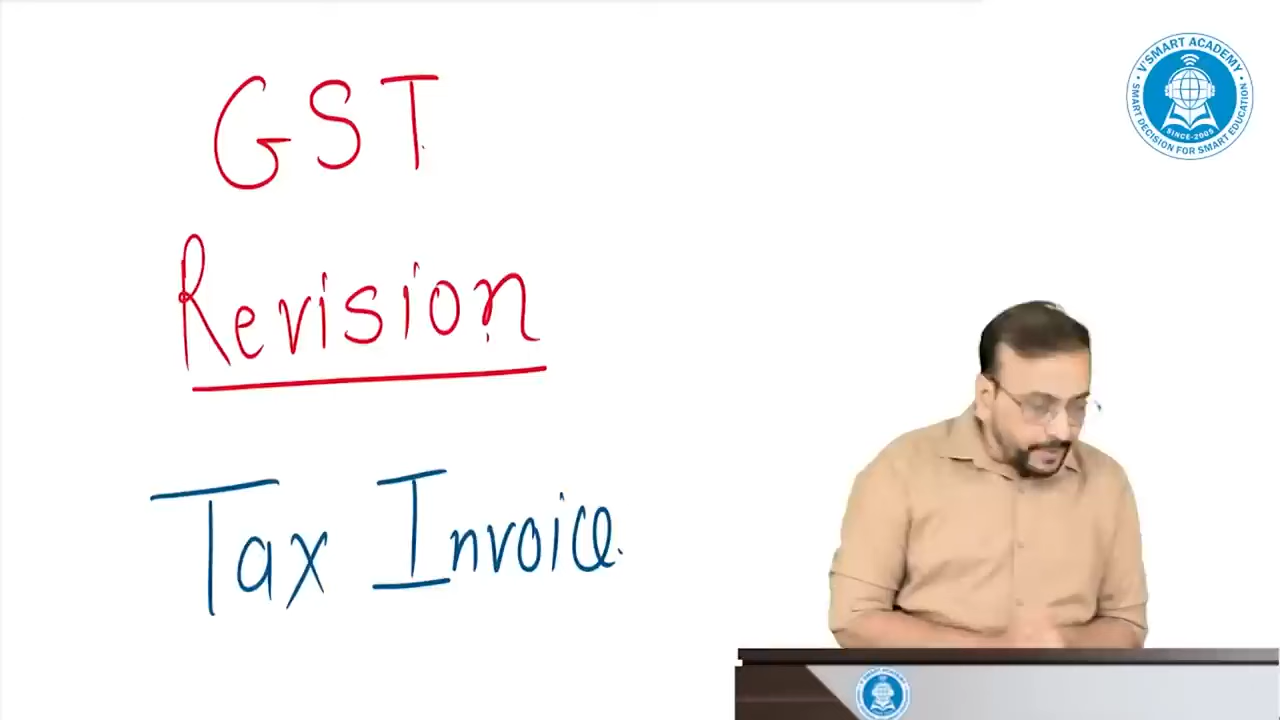 GST
Revision
Tax Invoice
V'SMART ACADEMY
SMART DECISION FOR SMART EDUCATION
SINCE-2005